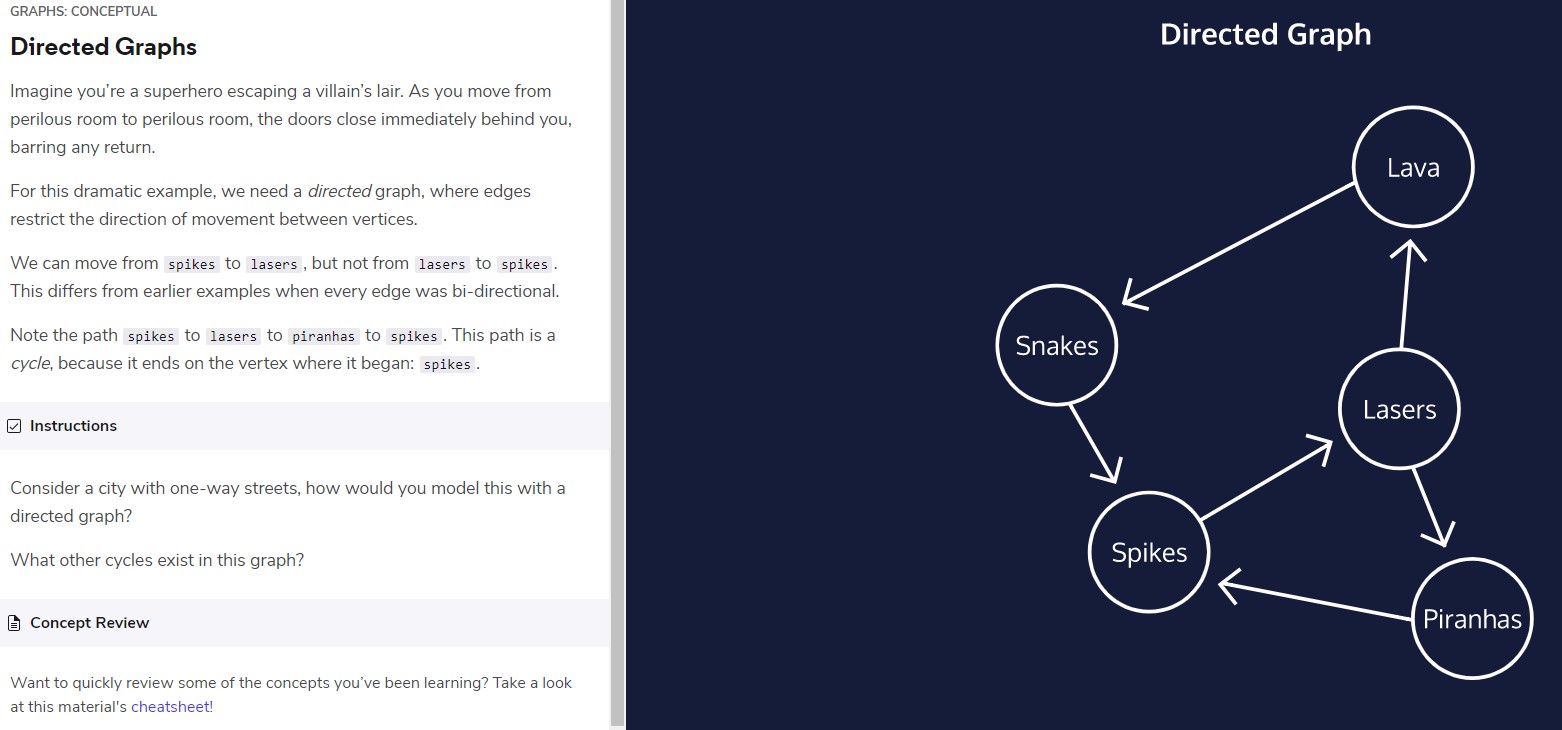 GRAPHS: CONCEPTUAL
Directed Graphs
Imagine you’re a superhero escaping a villain’s lair. As you move from
perilous room to perilous room, the doors close immediately behind you,
barring any return.
For this dramatic example, we need a directed graph, where edges
restrict the direction of movement between vertices.
We can move from spikes to lasers, but not from lasers to spikes.
This differs from earlier examples when every edge was bi-directional.
Note the path spikes to lasers to piranhas to spikes. This path is a
cycle, because it ends on the vertex where it began: spikes.
Instructions
Consider a city with one-way streets, how would you model this with a
directed graph?
What other cycles exist in this graph?
Concept Review
Want to quickly review some of the concepts you’ve been learning? Take a look
at this material's cheatsheet!
Directed Graph
Lava
Snakes
Lasers
Spikes
Piranhas